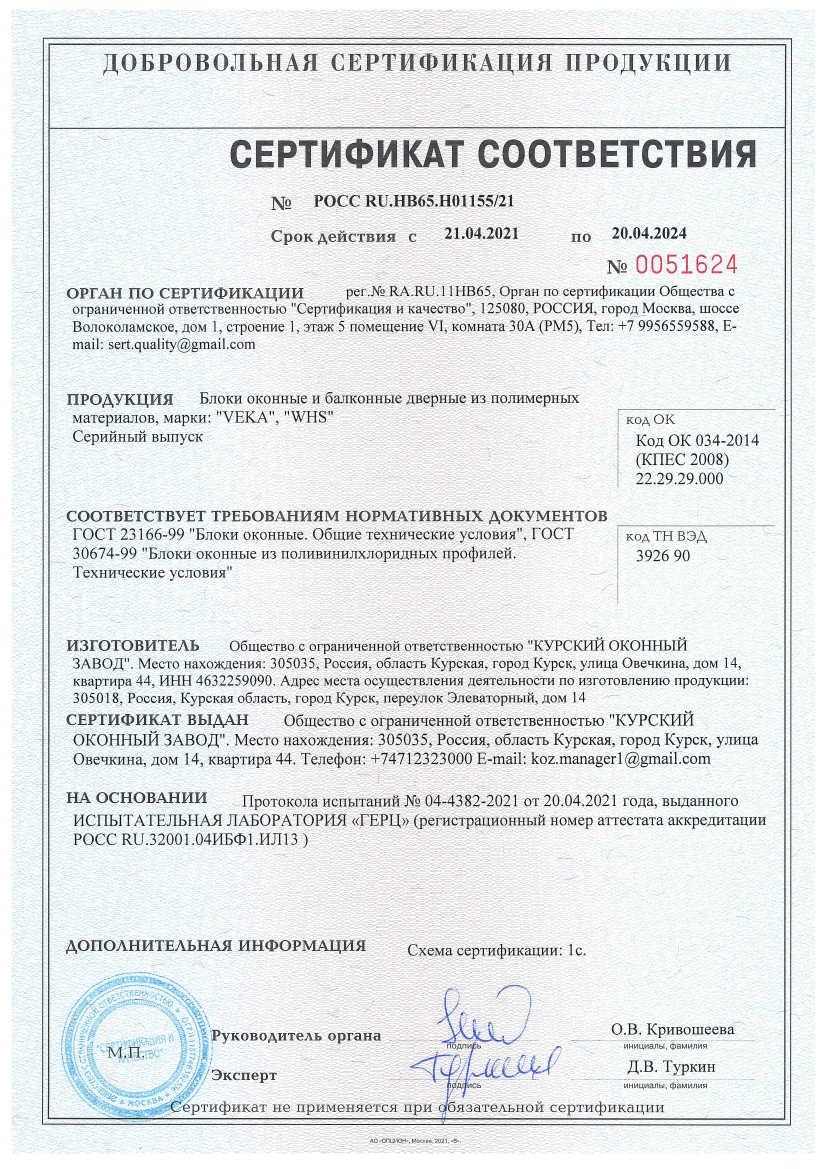 ДОБРОВОЛЬНАЯ СЕРТИФИКАЦИЯ ПРОДУКЦИИ
СЕРТИФИКАТ СООТВЕТСТВИЯ
№ РОСС RU.НВ65.Н01155/21
Срок действия с 21.04.2021 по 20.04.2024
№ 0051624
ОРГАН ПО СЕРТИФИКАЦИИ рег.№ RA.RU.11НВ65, Орган по сертификации Общества с
ограниченной ответственностью "Сертификация и качество", 125080, РОССИЯ, город Москва, шоссе
Волоколамское, дом 1, строение 1, этаж 5 помещение VI, комната 30А (РМ5), Тел: +7 9956559588, E-
mail: sert.quality@gmail.com
ПРОДУКЦИЯ Блоки оконные и балконные дверные из полимерных
материалов, марки: "VEKA", "WHS"
Серийный выпуск
код ОК
Код ОК 034-2014
(КПЕС 2008)
22.29.29.000
СООТВЕТСТВУЕТ ТРЕБОВАНИЯМ НОРМАТИВНЫХ ДОКУМЕНТОВ
ГОСТ 23166-99 "Блоки оконные. Общие технические условия", ГОСТ
30674-99 "Блоки оконные из поливинилхлоридных профилей.
Технические условия"
код ТН ВЭД
3926 90
ИЗГОТОВИТЕЛЬ Общество с ограниченной ответственностью "КУРСКИЙ ОКОННЫЙ
ЗАВОД". Место нахождения: 305035, Россия, область Курская, город Курск, улица Овечкина, дом 14,
квартира 44, ИНН 4632259090. Адрес места осуществления деятельности по изготовлению продукции:
305018, Россия, Курская область, город Курск, переулок Элеваторный, дом 14
СЕРТИФИКАТ ВЫДАН Общество с ограниченной ответственностью "КУРСКИЙ
ОКОННЫЙ ЗАВОД". Место нахождения: 305035, Россия, область Курская, город Курск, улица
Овечкина, дом 14, квартира 44. Телефон: +74712323000 E-mail: koz.manager1@gmail.com
НА ОСНОВАНИИ Протокола испытаний № 04-4382-2021 от 20.04.2021 года, выданного
ИСПЫТАТЕЛЬНАЯ ЛАБОРАТОРИЯ «ГЕРЦ» (регистрационный номер аттестата аккредитации
РОСС RU.32001.04ИБФ1.ИЛ13 )
ДОПОЛНИТЕЛЬНАЯ ИНФОРМАЦИЯ Схема сертификации: 1с.
М.П.
"СЕРТИФИКАЦИЯ И
КАЧЕСТВО"
МОСКВА
Руководитель органа
подпись
О.В. Кривошеева
инициалы, фамилия
Эксперт
подпись
Д.В. Туркин
инициалы, фамилия
Сертификат не применяется при обязательной сертификации
АО «ОПЦИОН», Москва, 2021, «В».